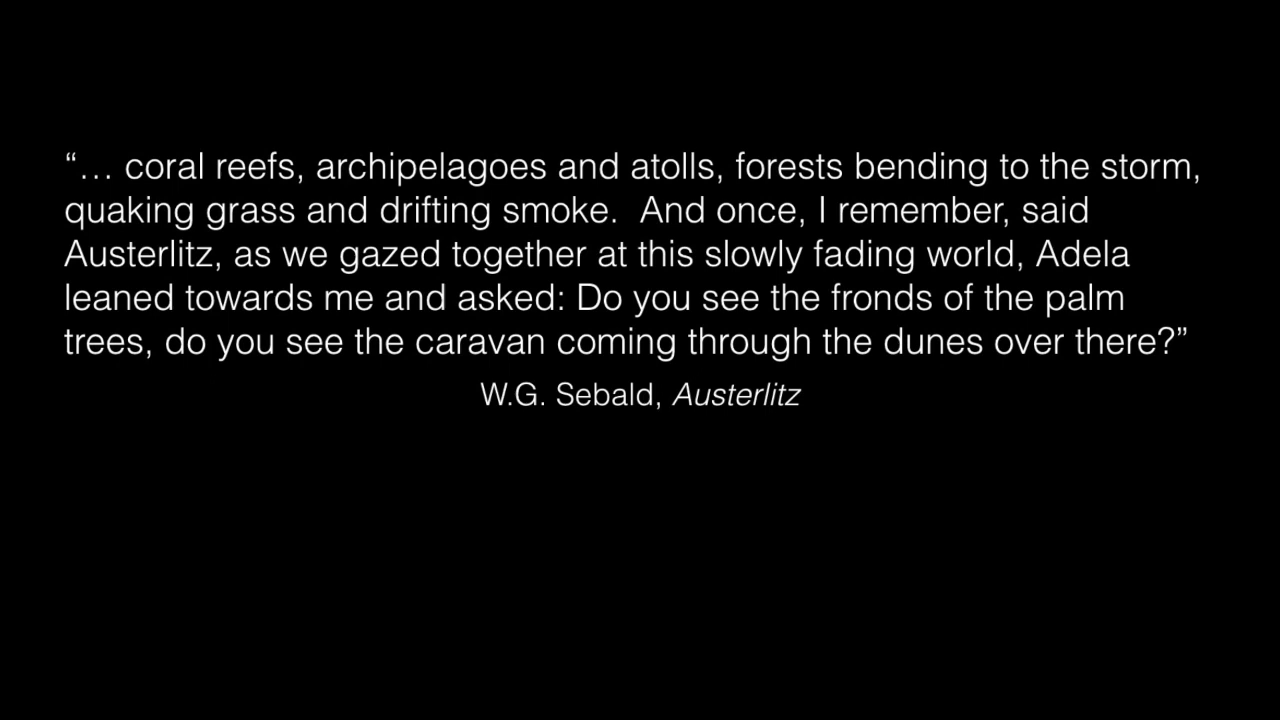 “… coral reefs, archipelagoes and atolls, forests bending to the storm,
quaking grass and drifting smoke.  And once, I remember, said
Austerlitz, as we gazed together at this slowly fading world, Adela
leaned towards me and asked: Do you see the fronds of the palm
trees, do you see the caravan coming through the dunes over there?”
W.G. Sebald, Austerlitz